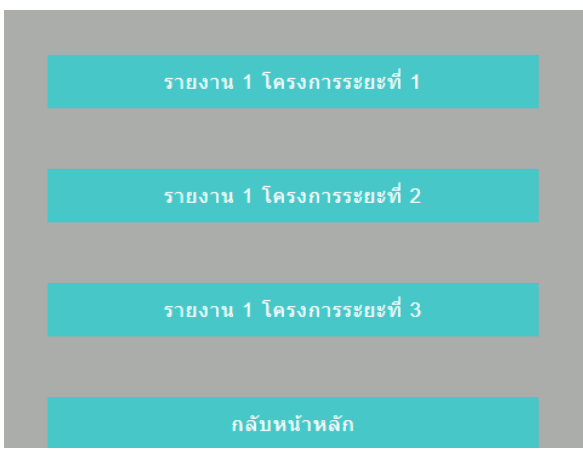 รายงาน 1 โครงการระยะที่ 1
รายงาน 1 โครงการระยะที่ 2
รายงาน 1 โครงการระยะที่ 3
กลับหน้าหลัก